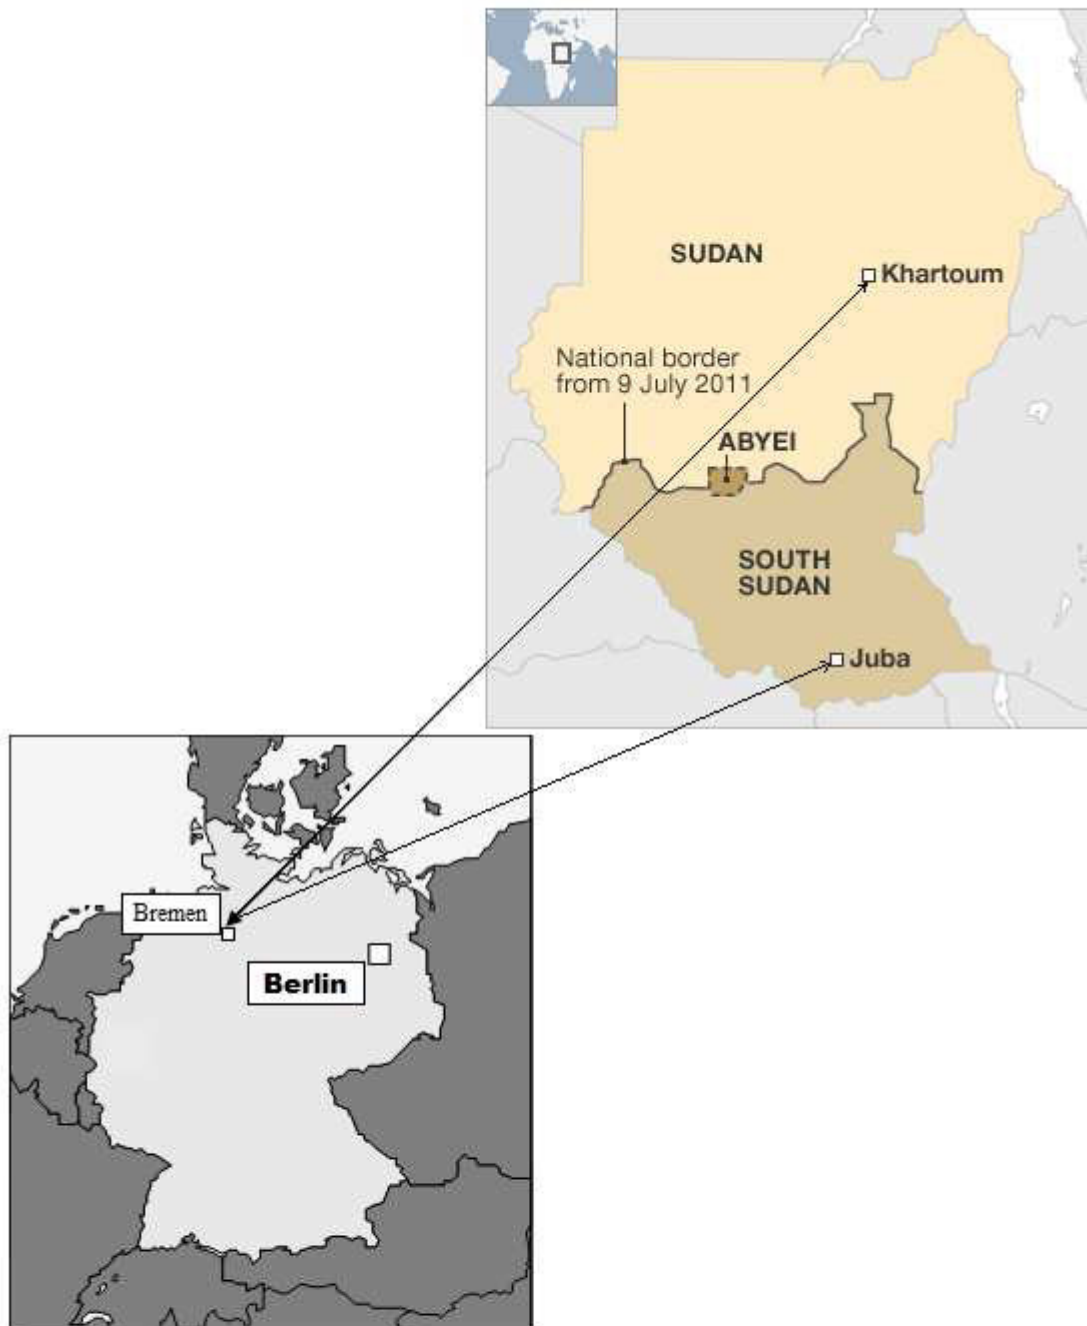 SUDAN
Khartoum
National border
from 9 July 2011
ABYEI
SOUTH
SUDAN
Juba
Bremen
Berlin